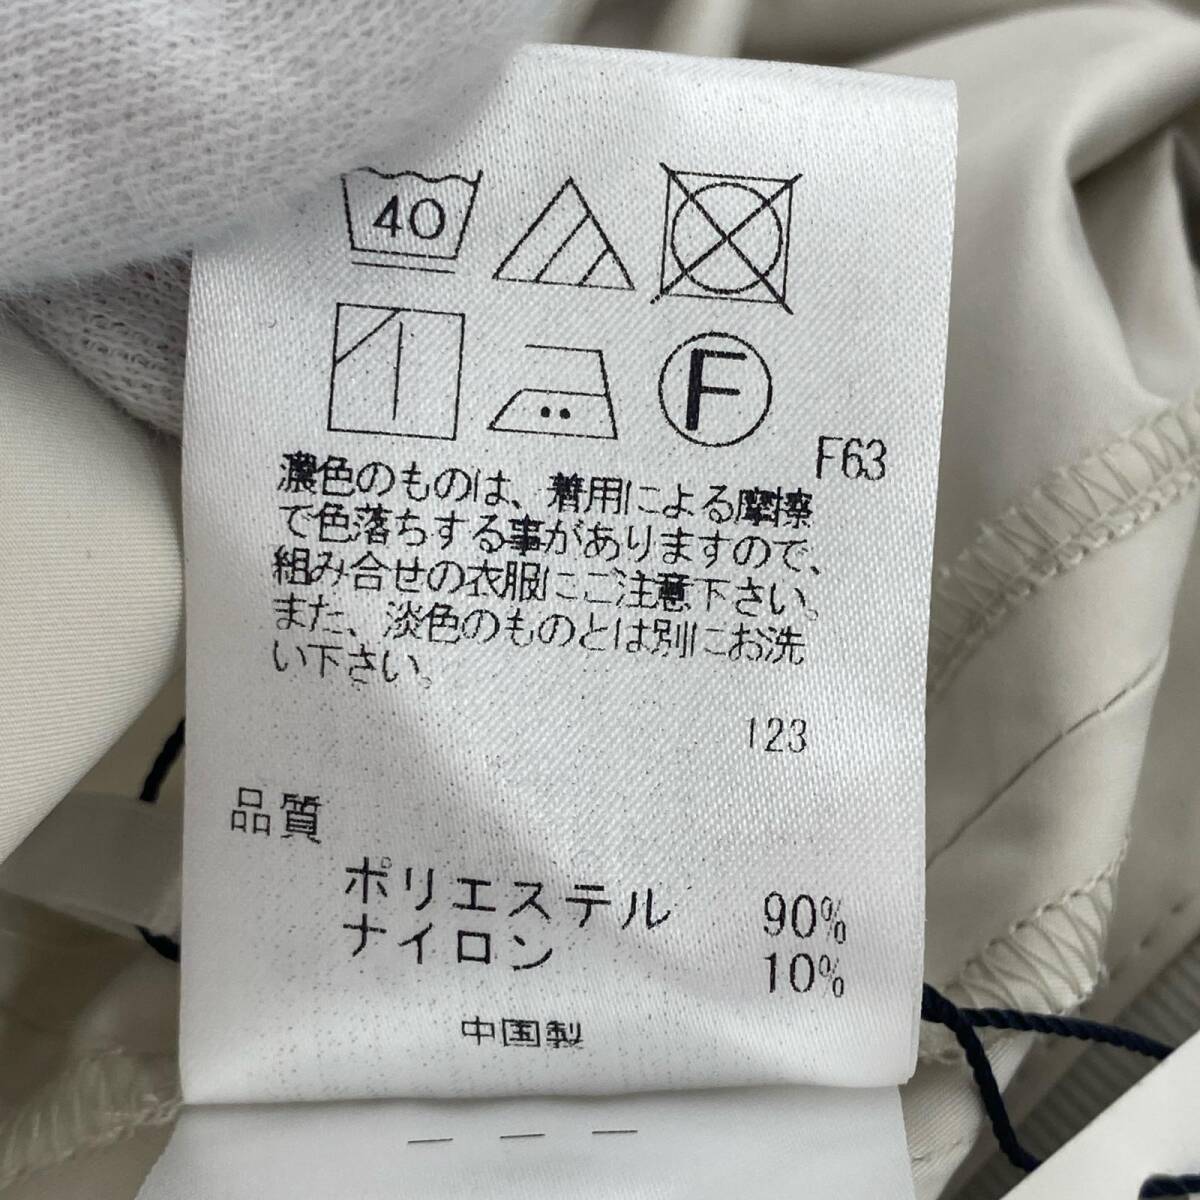 40
F
F63
濃色のものは、着用による摩擦
で色落ちする事がありますので、
組み合せの衣服にご注意下さい。
また、淡色のものとは別にお洗
い下さい。
123
品質
ポリエステル 90%
ナイロン 10%
中国製